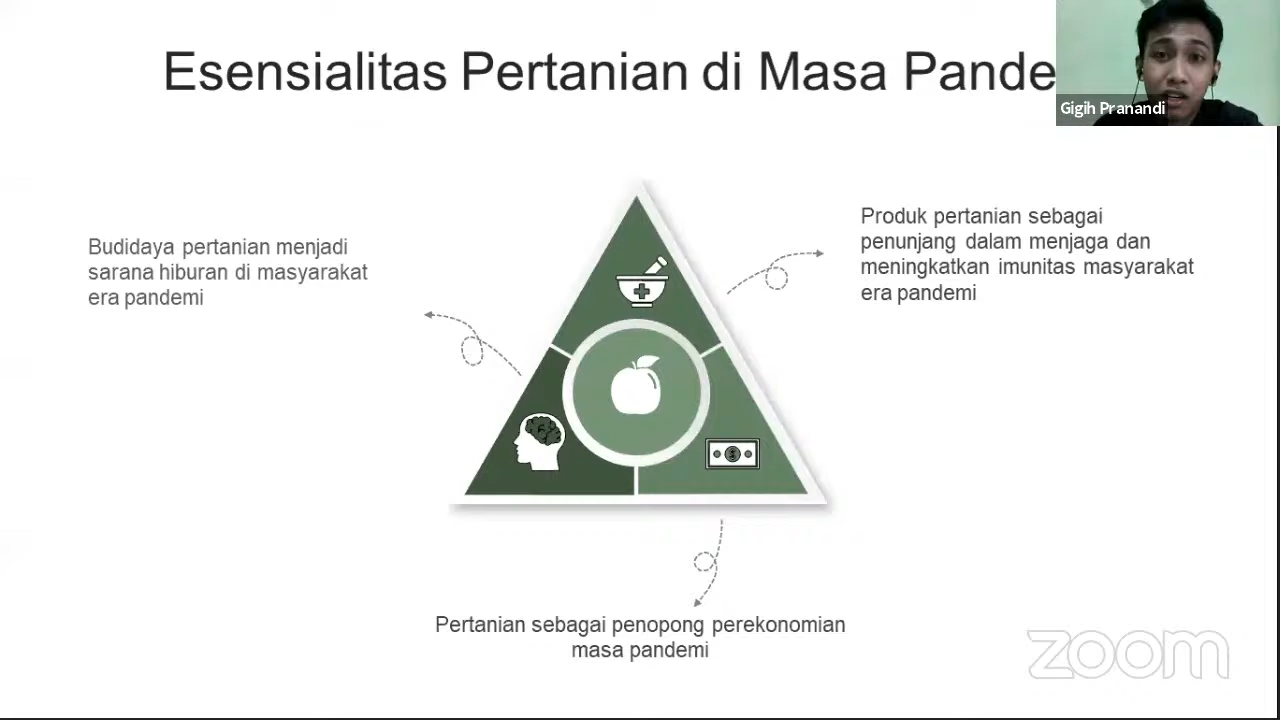 Esensialitas Pertanian di Masa Pande
Gigih Pranandi
Budidaya pertanian menjadi
sarana hiburan di masyarakat
era pandemi
Produk pertanian sebagai
penunjang dalam menjaga dan
meningkatkan imunitas masyarakat
era pandemi
Pertanian sebagai penopong perekonomian
masa pandemi
zoom